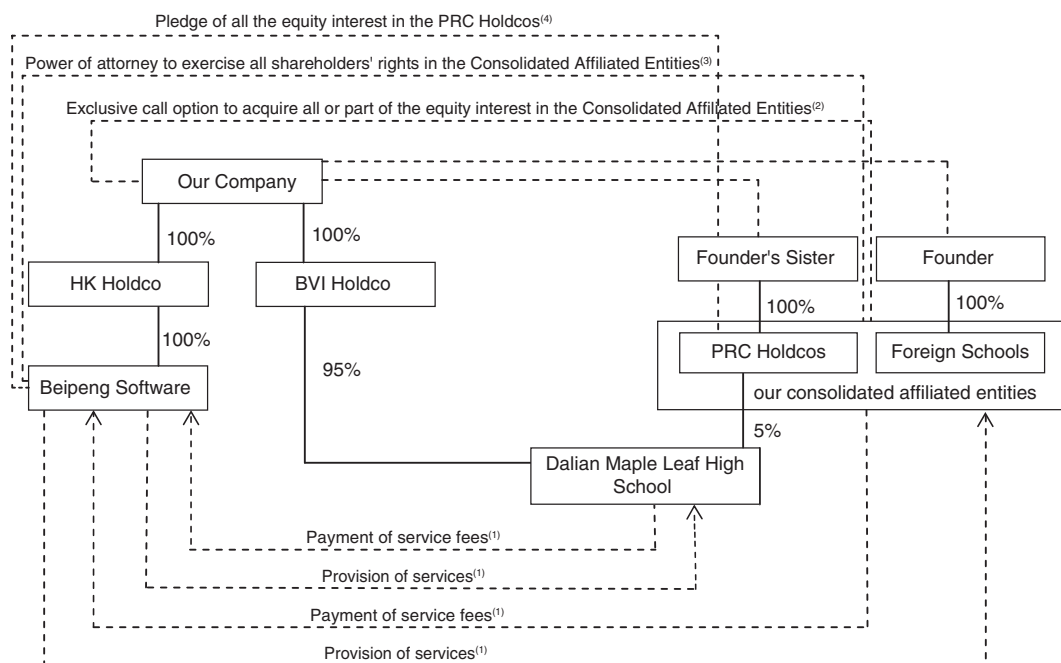 Pledge of all the equity interest in the PRC Holdcos(4)
Power of attorney to exercise all shareholders' rights in the Consolidated Affiliated Entities(3)
Exclusive call option to acquire all or part of the equity interest in the Consolidated Affiliated Entities(2)
Our Company
100%
100%
HK Holdco
BVI Holdco
Founder's Sister
Founder
100%
100%
100%
PRC Holdcos
Foreign Schools
95%
Beipeng Software
our consolidated affiliated entities
5%
Dalian Maple Leaf High
School
Payment of service fees(1)
Provision of services(1)
Payment of service fees(1)
Provision of services(1)